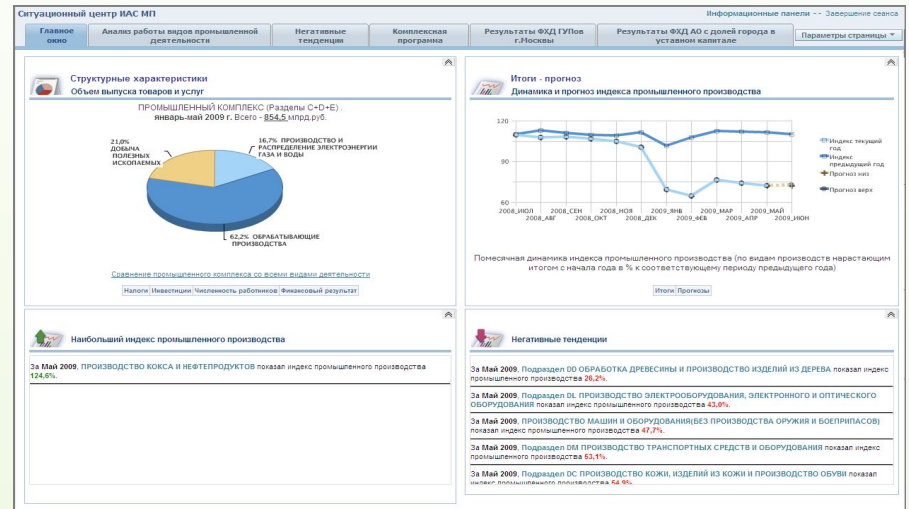 Ситуационный центр ИАС МП
Информационные панели -- Завершение сеанса
Главное окно
Анализ работы видов промышленной деятельности
Негативные тенденции
Комплексная программа
Результаты ФХД ГУПов г.Москвы
Результаты ФХД АО с долей города в уставном капитале
Параметры страницы
Структурные характеристики
Объем выпуска товаров и услуг
ПРОМЫШЛЕННЫЙ КОМПЛЕКС (Разделы C+D+E) .
январь-май 2009 г. Всего - 854,5 млрд.руб.
21,0%
ДОБЫЧА
ПОЛЕЗНЫХ
ИСКОПАЕМЫХ
16,7% ПРОИЗВОДСТВО И
РАСПРЕДЕЛЕНИЕ ЭЛЕКТРОЭНЕРГИИ
ГАЗА И ВОДЫ
62,2% ОБРАБАТЫВАЮЩИЕ
ПРОИЗВОДСТВА
Сравнение промышленного комплекса со всеми видами деятельности
Налоги Инвестиции Численность работников Финансовый результат
Итоги - прогноз
Динамика и прогноз индекса промышленного производства
120
90
60
2008_ИЮЛ 2008_СЕН 2008_НОЯ 2009_ЯНВ 2009_МАР 2009_МАЙ
2008_АВГ 2008_ОКТ 2008_ДЕК 2009_ФЕВ 2009_АПР 2009_ИЮН
Индекс текущий
год
Индекс
предыдущий год
Прогноз низ
Прогноз верх
Помесячная динамика индекса промышленного производства (по видам производств нарастающим
итогом с начала года в % к соответствующему периоду предыдущего года)
Итоги Прогнозы
Наибольший индекс промышленного производства
За Май 2009, ПРОИЗВОДСТВО КОКСА И НЕФТЕПРОДУКТОВ показал индекс промышленного производства
124,6%.
Негативные тенденции
За Май 2009, Подраздел DD ОБРАБОТКА ДРЕВЕСИНЫ И ПРОИЗВОДСТВО ИЗДЕЛИЙ ИЗ ДЕРЕВА показал индекс
промышленного производства 26,2%.
За Май 2009, Подраздел DL ПРОИЗВОДСТВО ЭЛЕКТРООБОРУДОВАНИЯ, ЭЛЕКТРОННОГО И ОПТИЧЕСКОГО
ОБОРУДОВАНИЯ показал индекс промышленного производства 43,0%.
За Май 2009, ПРОИЗВОДСТВО МАШИН И ОБОРУДОВАНИЯ(БЕЗ ПРОИЗВОДСТВА ОРУЖИЯ И БОЕПРИПАСОВ)
показал индекс промышленного производства 47,7%.
За Май 2009, Подраздел DM ПРОИЗВОДСТВО ТРАНСПОРТНЫХ СРЕДСТВ И ОБОРУДОВАНИЯ показал индекс
промышленного производства 53,1%.
За Май 2009, Подраздел DC ПРОИЗВОДСТВО КОЖИ, ИЗДЕЛИЙ ИЗ КОЖИ И ПРОИЗВОДСТВО ОБУВИ показал
индекс промышленного производства 54,9%.